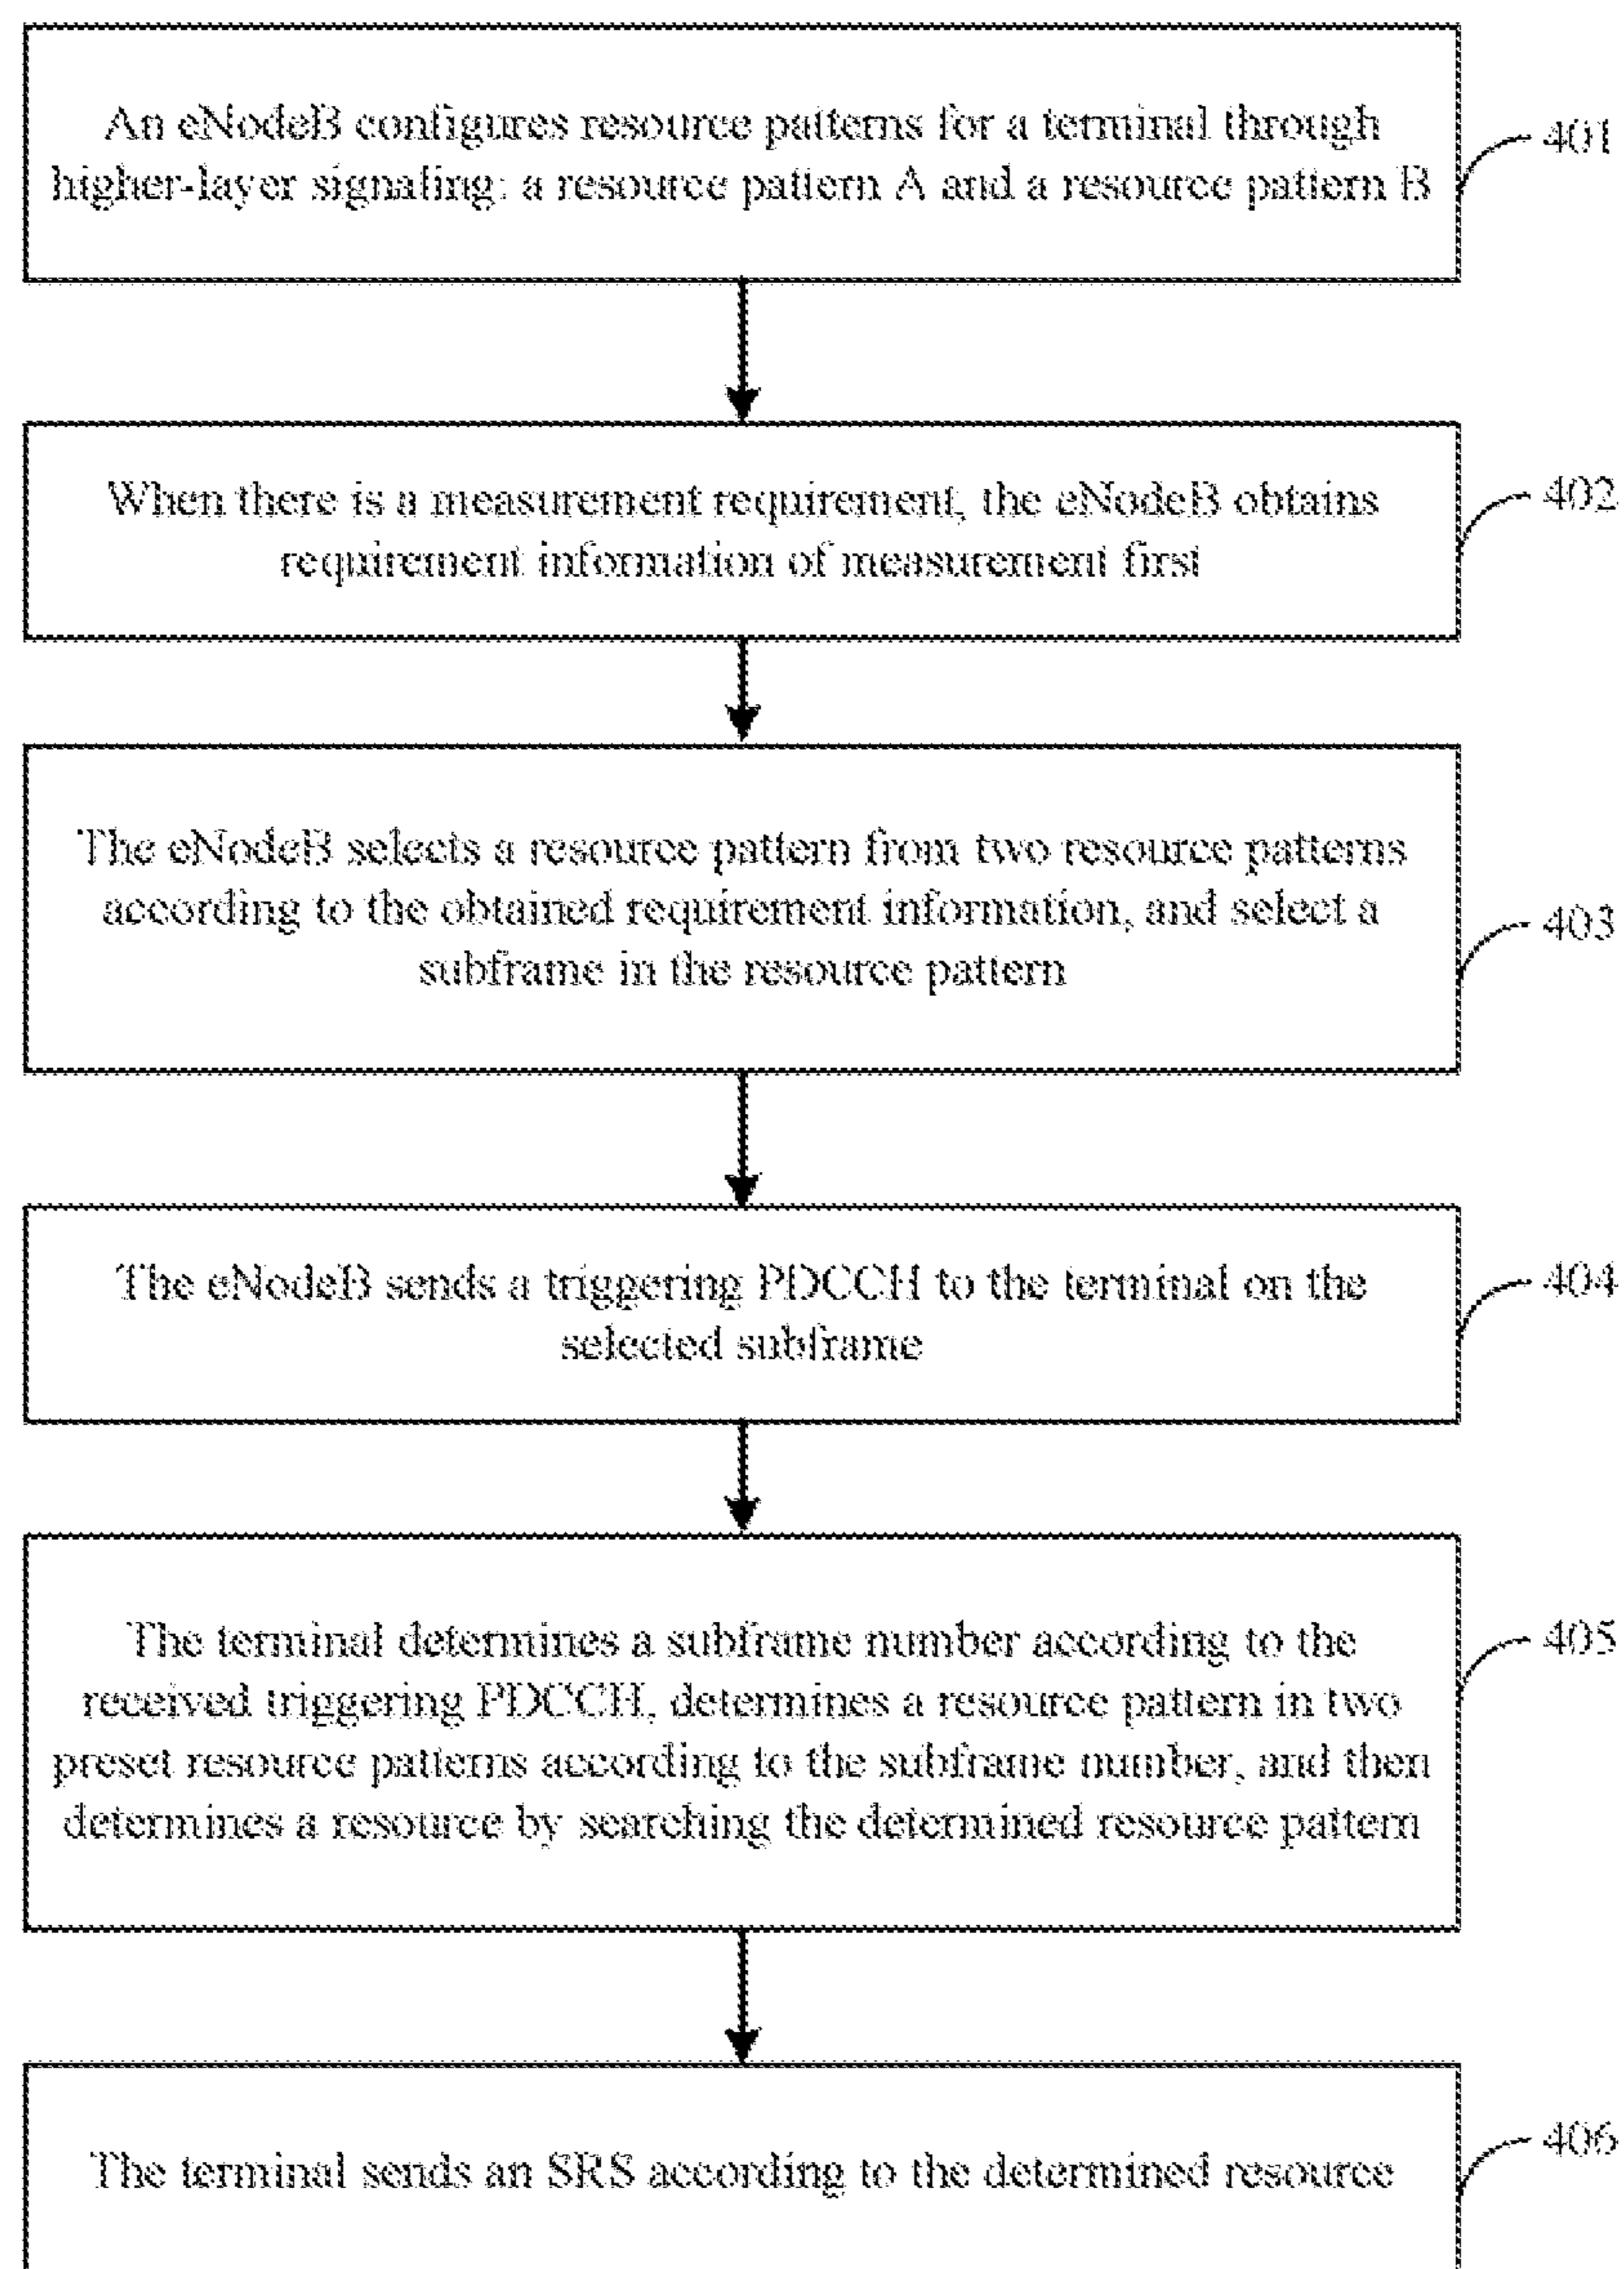 An eNodeB configures resource patterns for a terminal through
higher-layer signaling: a resource pattern A and a resource pattern B
401
When there is a measurement requirement, the eNodeB obtains
requirement information of measurement first
402
The eNodeB selects a resource pattern from two resource patterns
according to the obtained requirement information, and select a
subframe in the resource pattern
403
The eNodeB sends a triggering PDCCH to the terminal on the
selected subframe
404
The terminal determines a subframe number according to the
received triggering PDCCH, determines a resource pattern in two
preset resource patterns according to the subframe number, and then
determines a resource by searching the determined resource pattern
405
The terminal sends an SRS according to the determined resource
406